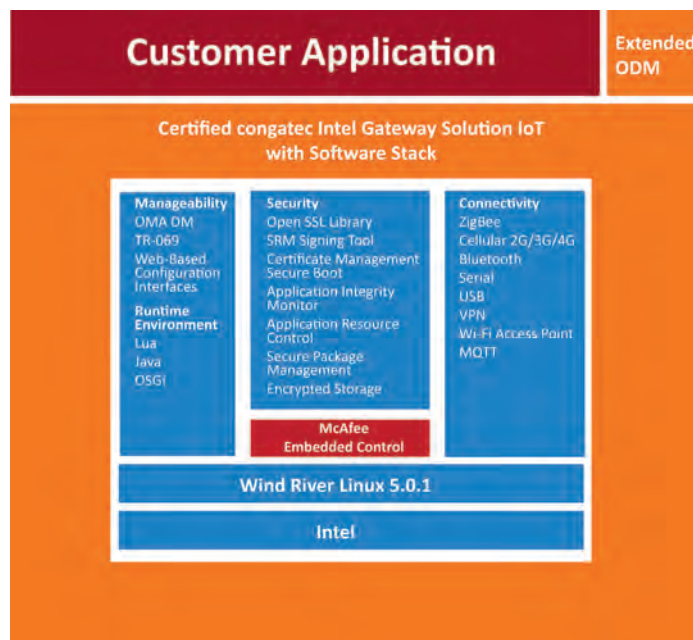 Customer Application
Extended
ODM
Certified congatec Intel Gateway Solution IoT
with Software Stack
Manageability
OMA DM
TR-069
Web-Based
Configuration
Interfaces
Runtime
Environment
Lua
Java
OSGI
Security
Open SSL Library
SRM Signing Tool
Certificate Management
Secure Boot
Application Integrity
Monitor
Application Resource
Control
Secure Package
Management
Encrypted Storage
McAfee
Embedded Control
Connectivity
ZigBee
Cellular 2G/3G/4G
Bluetooth
Serial
USB
VPN
Wi-Fi Access Point
MQTT
Wind River Linux 5.0.1
Intel